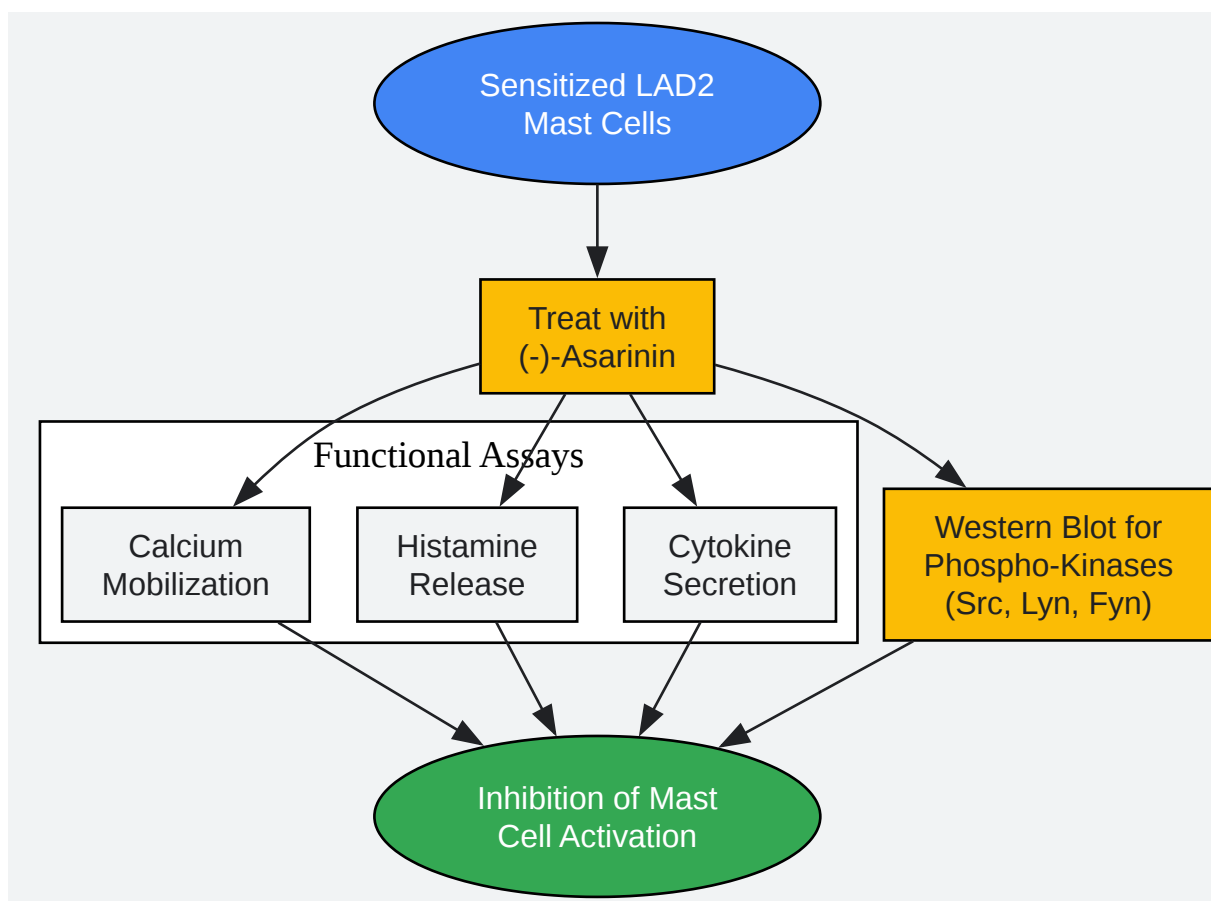 Sensitized LAD2
Mast Cells
Treat with
(-)-Asarinin
Functional Assays
Calcium
Mobilization
Histamine
Release
Cytokine
Secretion
Western Blot for
Phospho-Kinases
(Src, Lyn, Fyn)
Inhibition of Mast
Cell Activation